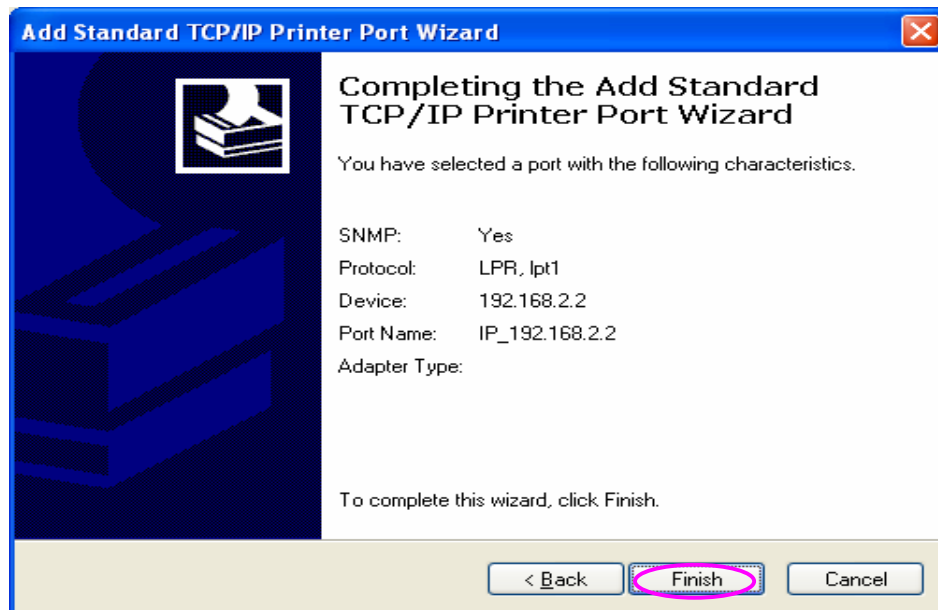 Add Standard TCP/IP Printer Port Wizard
Completing the Add Standard
TCP/IP Printer Port Wizard
You have selected a port with the following characteristics.
SNMP: Yes
Protocol: LPR, lpt1
Device: 192.168.2.2
Port Name: IP_192.168.2.2
Adapter Type:
To complete this wizard, click Finish.
< Back Finish Cancel